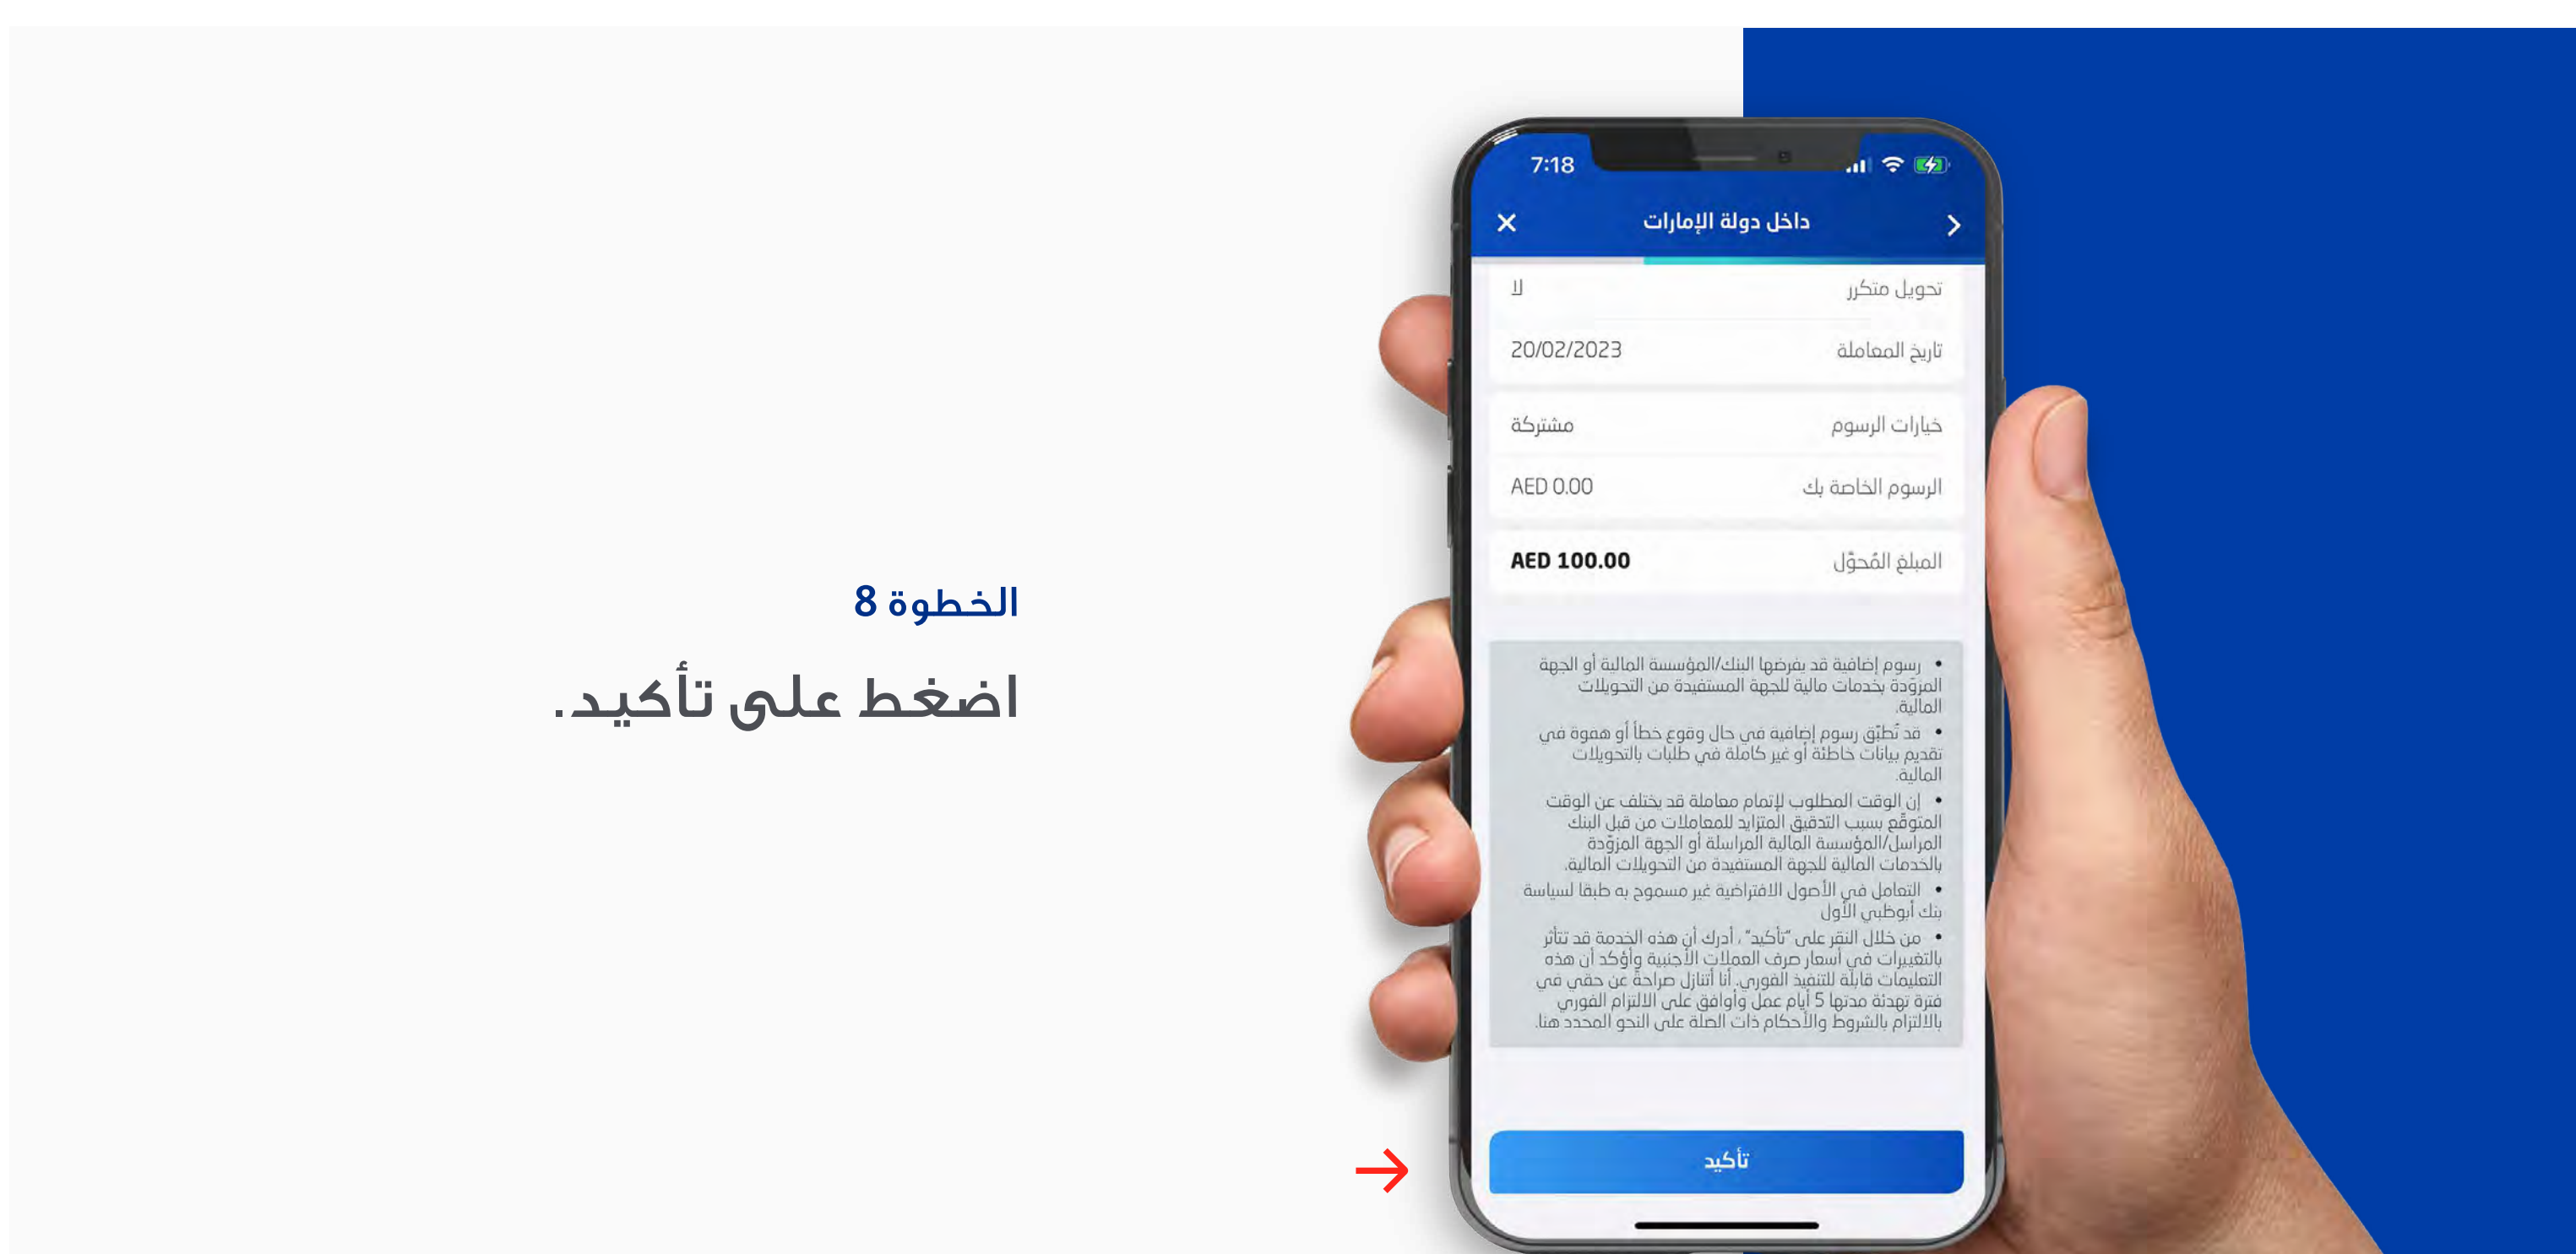 الخطوة 8
اضغط على تأكيد.
7:18
داخل دولة الإمارات
تحويل متكرر لا
تاريخ المعاملة 20/02/2023
خيارات الرسوم مشتركة
الرسوم الخاصة بك AED 0.00
المبلغ المُحوَّل AED 100.00
• رسوم إضافية قد يفرضها البنك/المؤسسة المالية أو الجهة
المزوّدة بخدمات مالية للجهة المستفيدة من التحويلات
المالية.
• قد تُطبّق رسوم إضافية في حال وقوع خطأ أو هفوة في
تقديم بيانات خاطئة أو غير كاملة في طلبات بالتحويلات
المالية.
• إن الوقت المطلوب لإتمام معاملة قد يختلف عن الوقت
المتوقّع بسبب التدقيق المتزايد للمعاملات من قبل البنك
المراسل/المؤسسة المالية المراسلة أو الجهة المزوّدة
بالخدمات المالية للجهة المستفيدة من التحويلات المالية.
• التعامل في الأصول الافتراضية غير مسموح به طبقا لسياسة
بنك أبوظبي الأول
• من خلال النقر على "تأكيد"، أدرك أن هذه الخدمة قد تتأثر
بالتغييرات في أسعار صرف العملات الأجنبية وأؤكد أن هذه
التعليمات قابلة للتنفيذ الفوري. أنا أتنازل صراحةً عن حقي في
فترة تهدئة مدتها 5 أيام عمل وأوافق على الالتزام الفوري
بالالتزام بالشروط والأحكام ذات الصلة على النحو المحدد هنا.
تأكيد